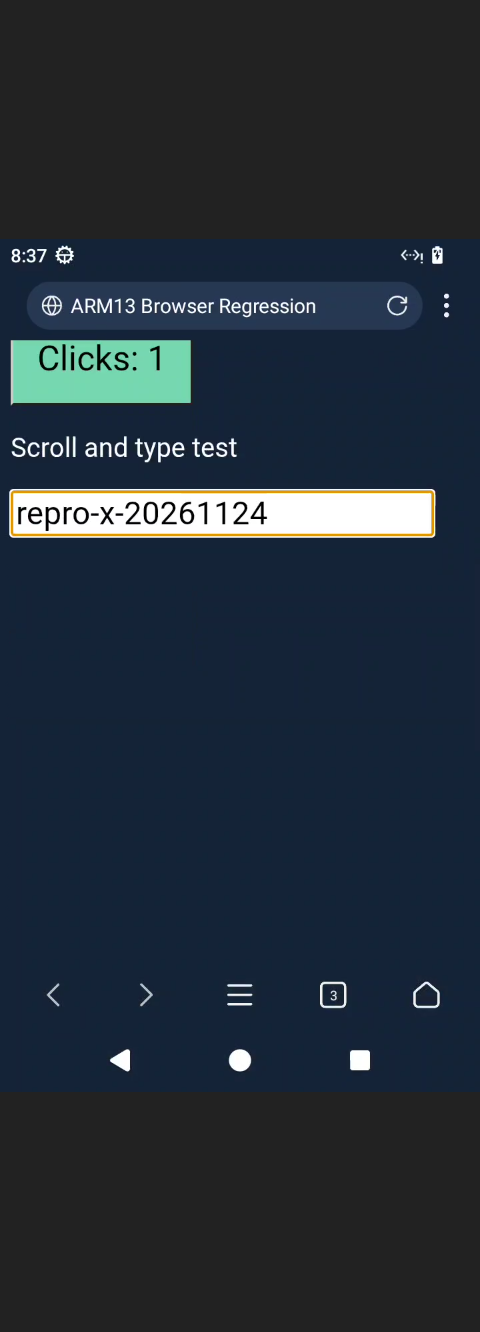 8:37
ARM13 Browser Regression
Clicks: 1
Scroll and type test
repro-x-20261124
3